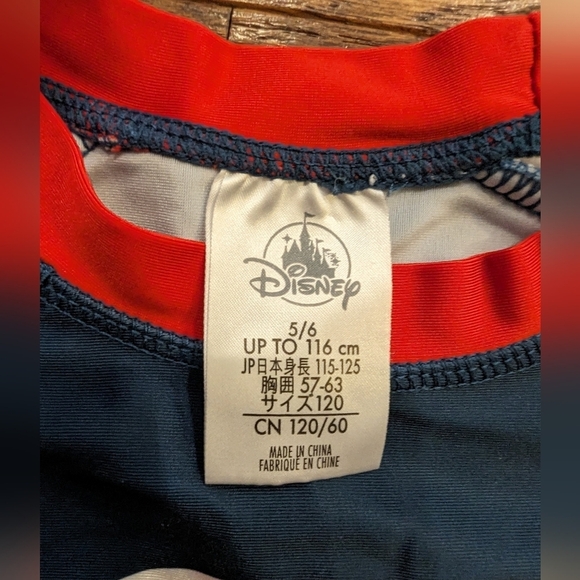 Disney
5/6
UP TO 116 cm
JP日本身長 115-125
胸囲 57-63
サイズ120
CN 120/60
MADE IN CHINA
FABRIQUÉ EN CHINE